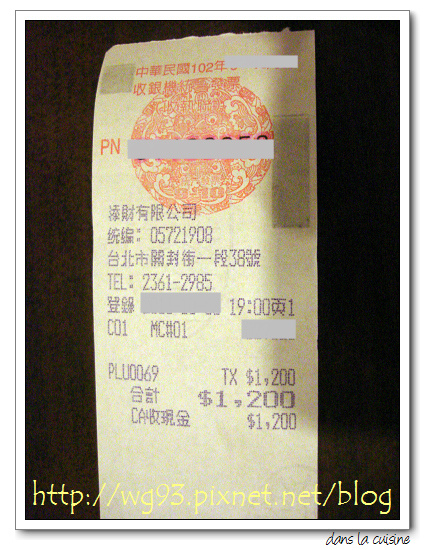 中華民國102年
收銀機統一發票
PN
添財有限公司
統編: 05721908
台北市開封街一段38號
TEL: 2361-2985
登錄 19:00頁1
C01 MC#01
PLU0069 TX $1,200
合計 $1,200
CA收現金 $1,200
http://wg93.pixnet.net/blog
dans la cuisine